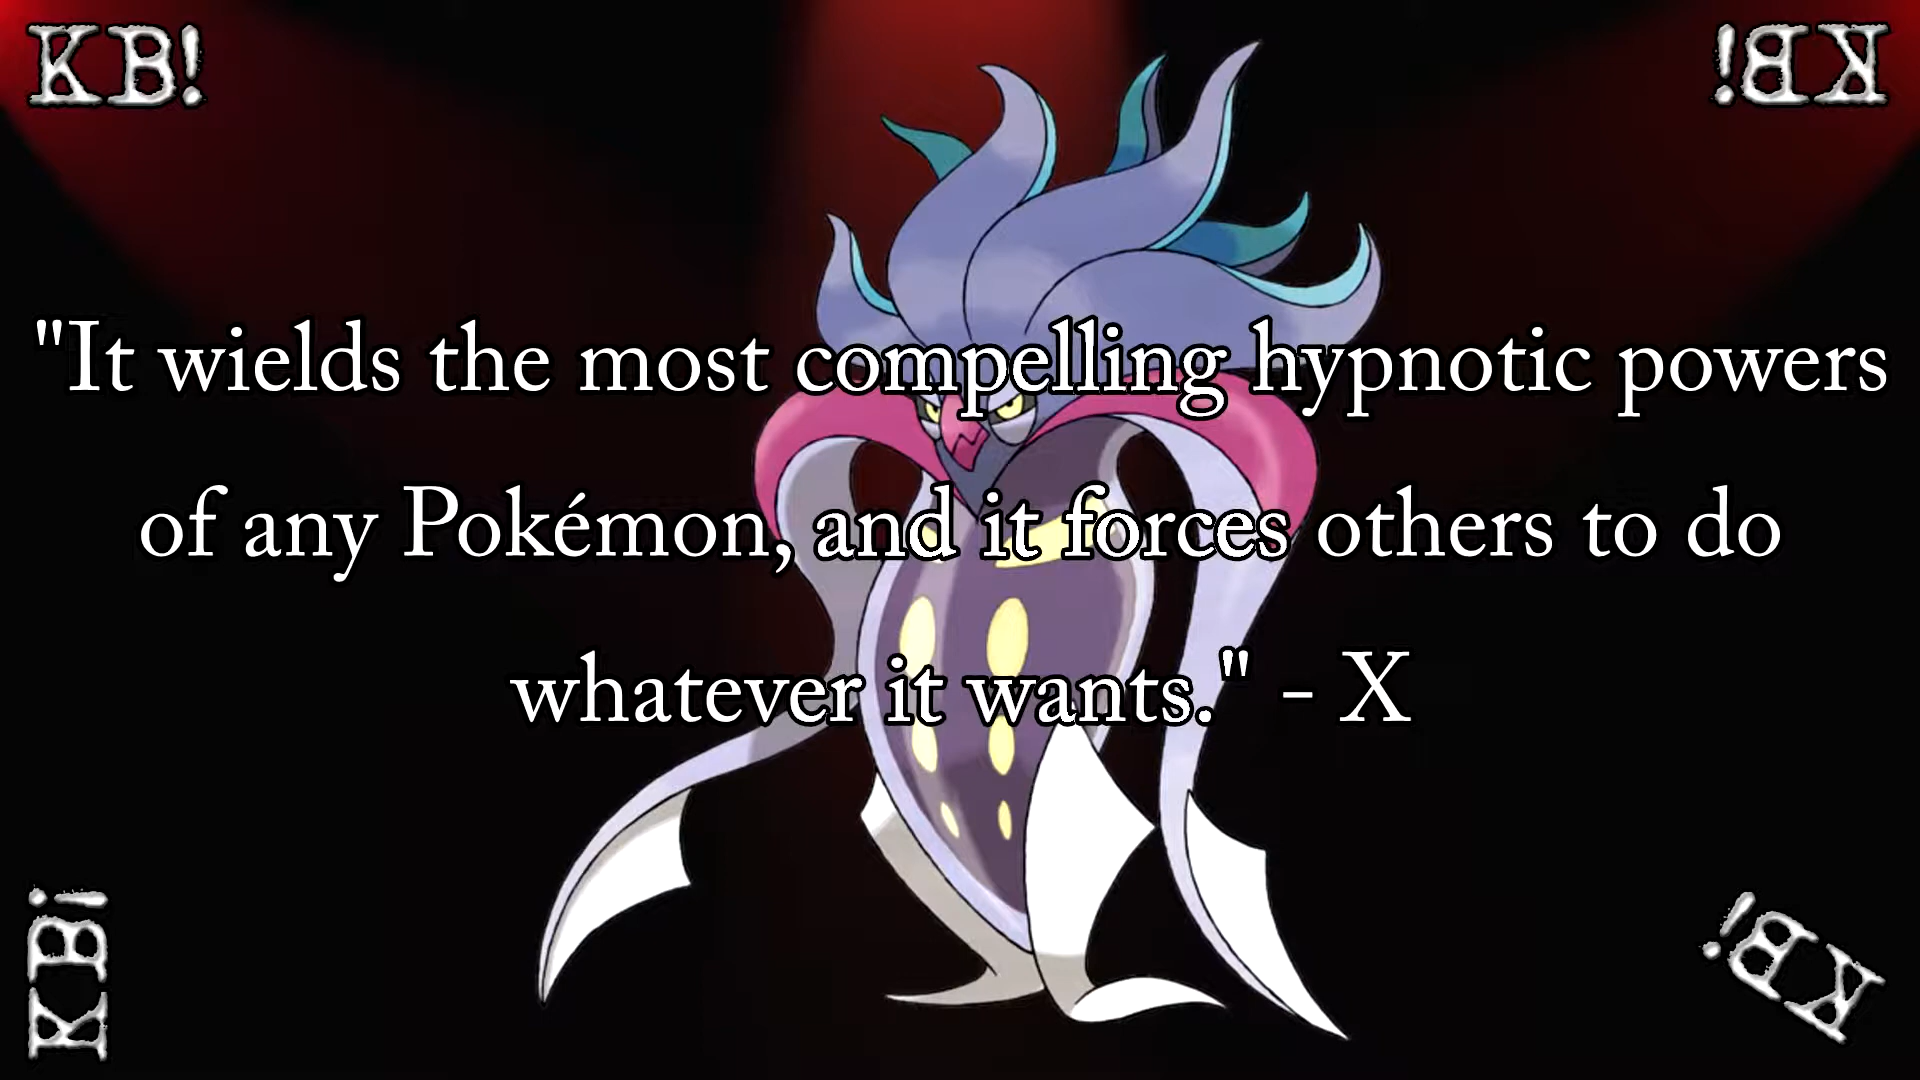 KB!
KB!
"It wields the most compelling hypnotic powers
of any Pokémon, and it forces others to do
whatever it wants." - X
KB!
KB!